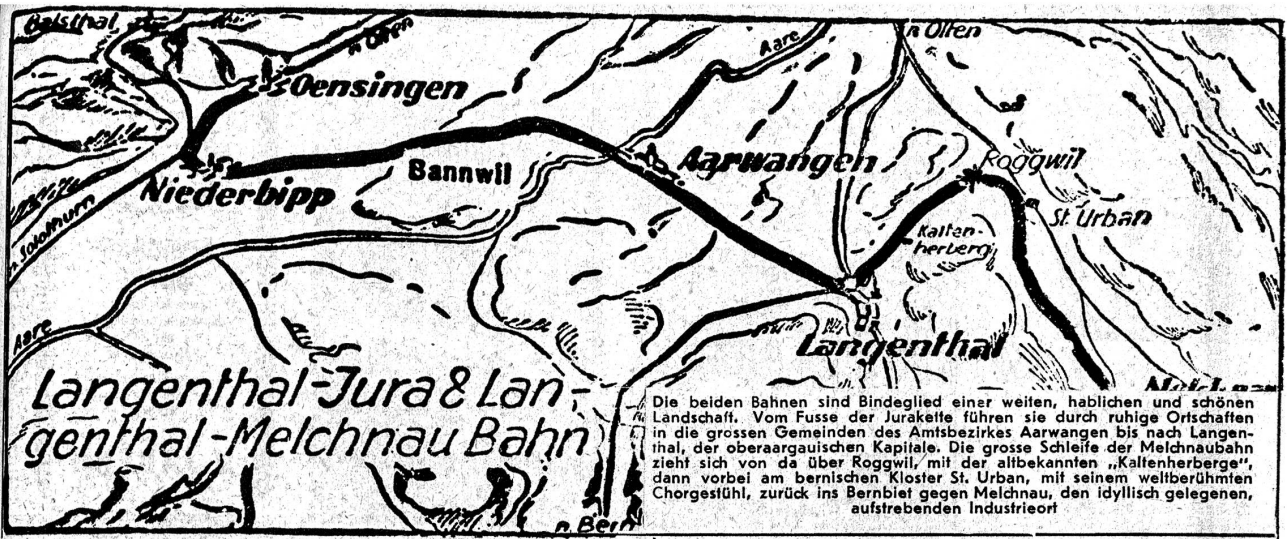 Balsthal
n. Olten
Aare
n. Olten
Oensingen
Bannwil
Aarwangen
Roggwil
Niederbipp
St. Urban
Kalten-
herberg
n. Solothurn
Aare
Langenthal
Langenthal-Jura & Lan-
genthal-Melchnau Bahn
Melchnau
n. Bern
Die beiden Bahnen sind Bindeglied einer weiten, hablichen und schönen
Landschaft. Vom Fusse der Jurakette führen sie durch ruhige Ortschaften
in die grossen Gemeinden des Amtsbezirkes Aarwangen bis nach Langen-
thal, der oberaargauischen Kapitale. Die grosse Schleife der Melchnaubahn
zieht sich von da über Roggwil, mit der altbekannten „Kaltenherberge",
dann vorbei am bernischen Kloster St. Urban, mit seinem weltberühmten
Chorgestühl, zurück ins Bernbiet gegen Melchnau, den idyllisch gelegenen,
aufstrebenden Industrieort